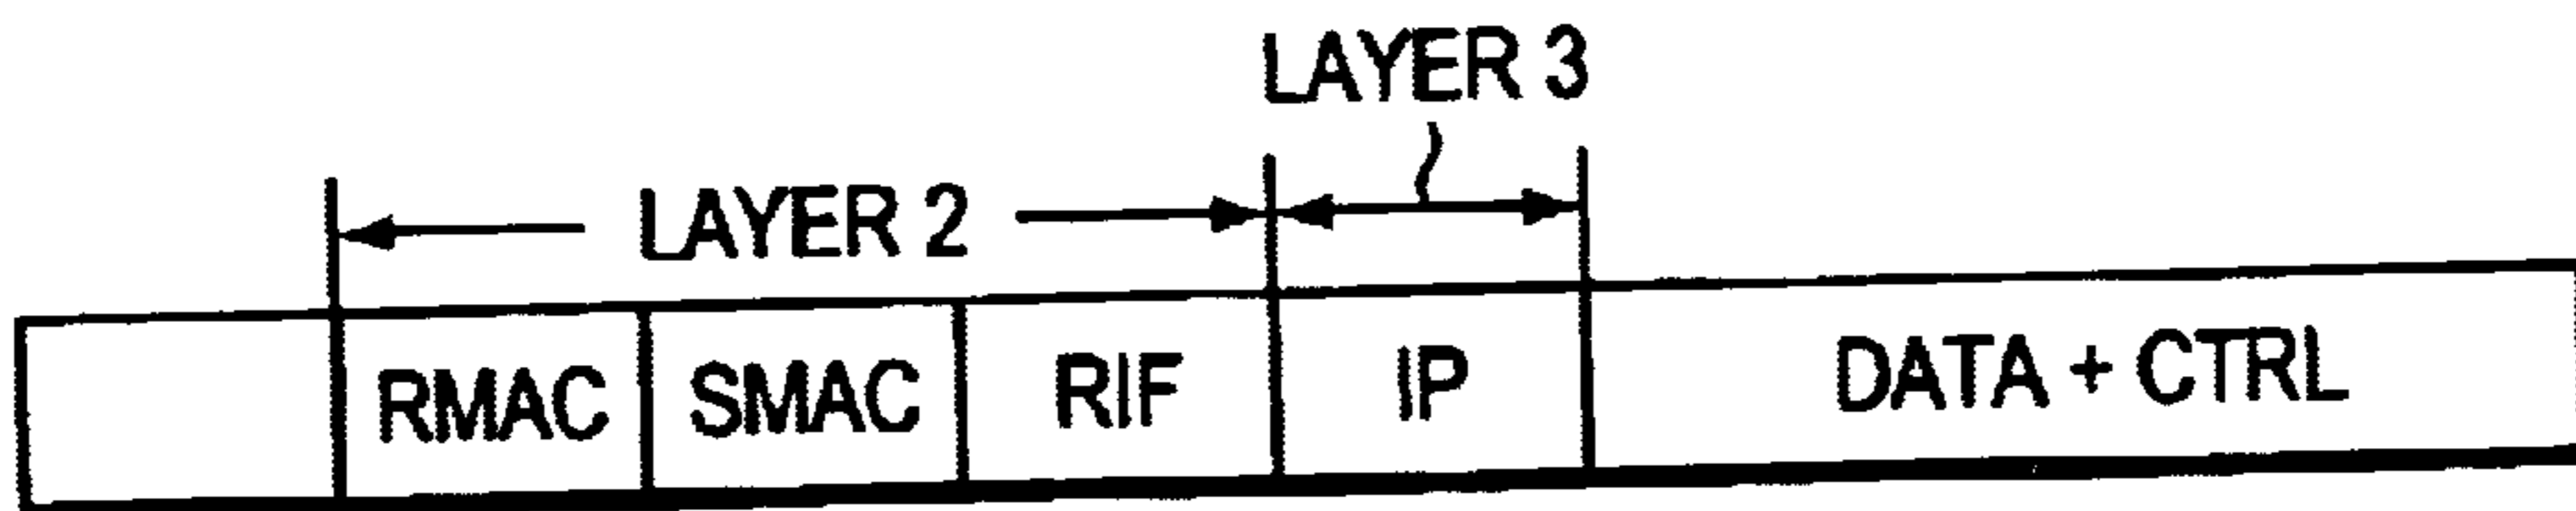 LAYER 3
LAYER 2
RMAC SMAC RIF IP DATA + CTRL